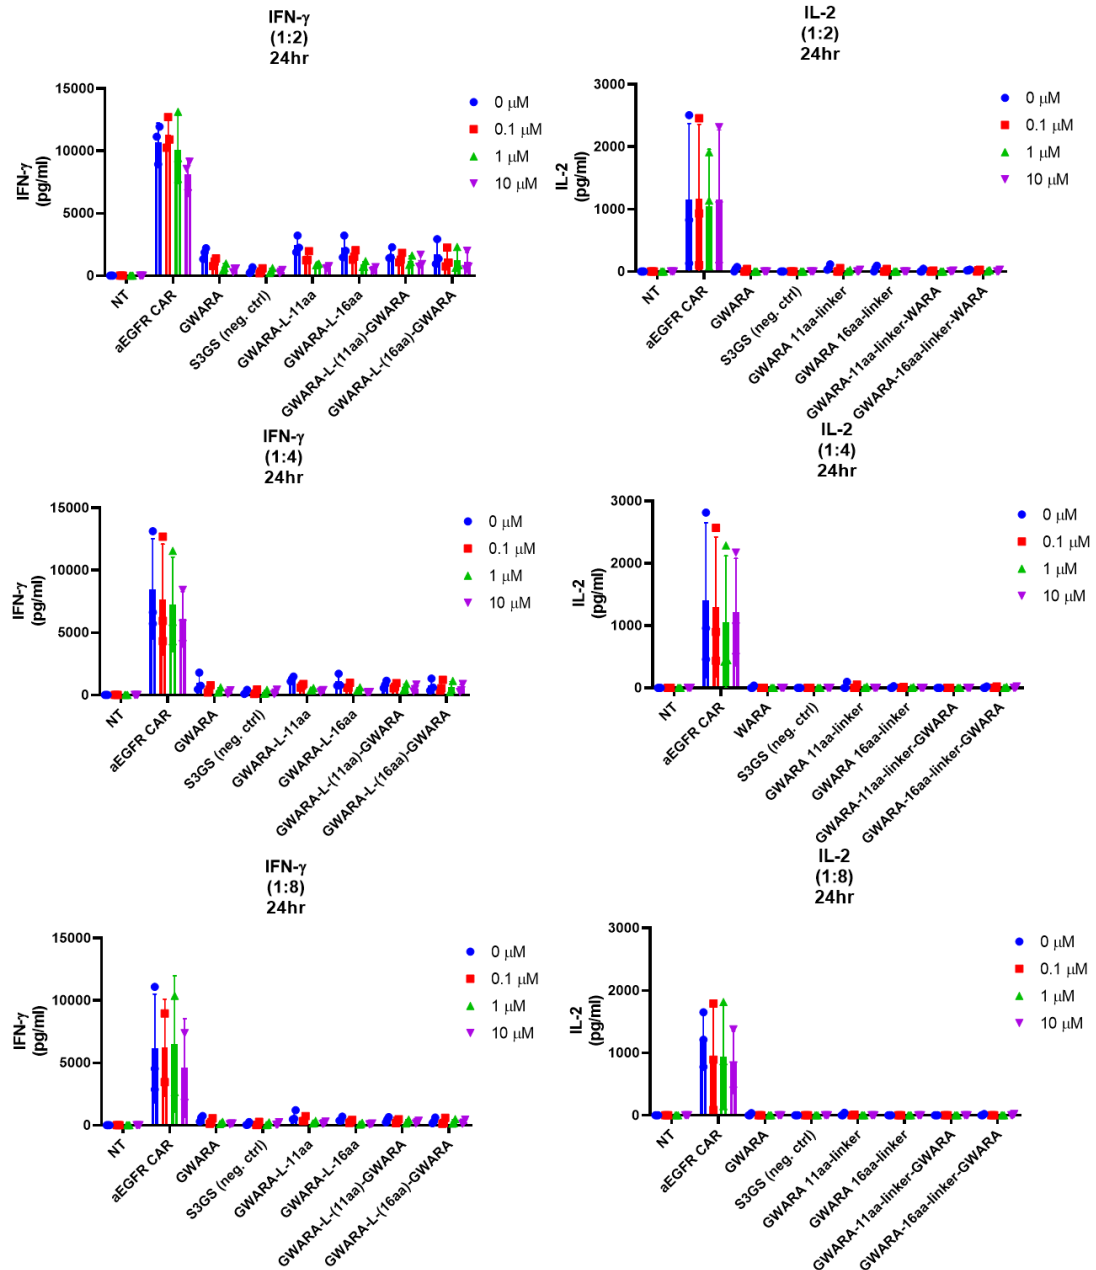 IFN-γ
(1:2)
24hr
15000
10000
5000
0
IFN-γ
(pg/ml)
0 μM
0.1 μM
1 μM
10 μM
NT
aEGFR CAR
GWARA
S3GS (neg. ctrl)
GWARA-L-11aa
GWARA-L-16aa
GWARA-L-(11aa)-GWARA
GWARA-L-(16aa)-GWARA
IL-2
(1:2)
24hr
3000
2000
1000
0
IL-2
(pg/ml)
0 μM
0.1 μM
1 μM
10 μM
NT
aEGFR CAR
GWARA
S3GS (neg. ctrl)
GWARA 11aa-linker
GWARA 16aa-linker
GWARA-11aa-linker-WARA
GWARA-16aa-linker-WARA
IFN-γ
(1:4)
24hr
15000
10000
5000
0
IFN-γ
(pg/ml)
0 μM
0.1 μM
1 μM
10 μM
NT
aEGFR CAR
GWARA
S3GS (neg. ctrl)
GWARA-L-11aa
GWARA-L-16aa
GWARA-L-(11aa)-GWARA
GWARA-L-(16aa)-GWARA
IL-2
(1:4)
24hr
3000
2000
1000
0
IL-2
(pg/ml)
0 μM
0.1 μM
1 μM
10 μM
NT
aEGFR CAR
WARA
S3GS (neg. ctrl)
GWARA 11aa-linker
GWARA 16aa-linker
GWARA-11aa-linker-GWARA
GWARA-16aa-linker-GWARA
IFN-γ
(1:8)
24hr
15000
10000
5000
0
IFN-γ
(pg/ml)
0 μM
0.1 μM
1 μM
10 μM
NT
aEGFR CAR
GWARA
S3GS (neg. ctrl)
GWARA-L-11aa
GWARA-L-16aa
GWARA-L-(11aa)-GWARA
GWARA-L-(16aa)-GWARA
IL-2
(1:8)
24hr
3000
2000
1000
0
IL-2
(pg/ml)
0 μM
0.1 μM
1 μM
10 μM
NT
aEGFR CAR
GWARA
S3GS (neg. ctrl)
GWARA 11aa-linker
GWARA 16aa-linker
GWARA-11aa-linker-GWARA
GWARA-16aa-linker-GWARA